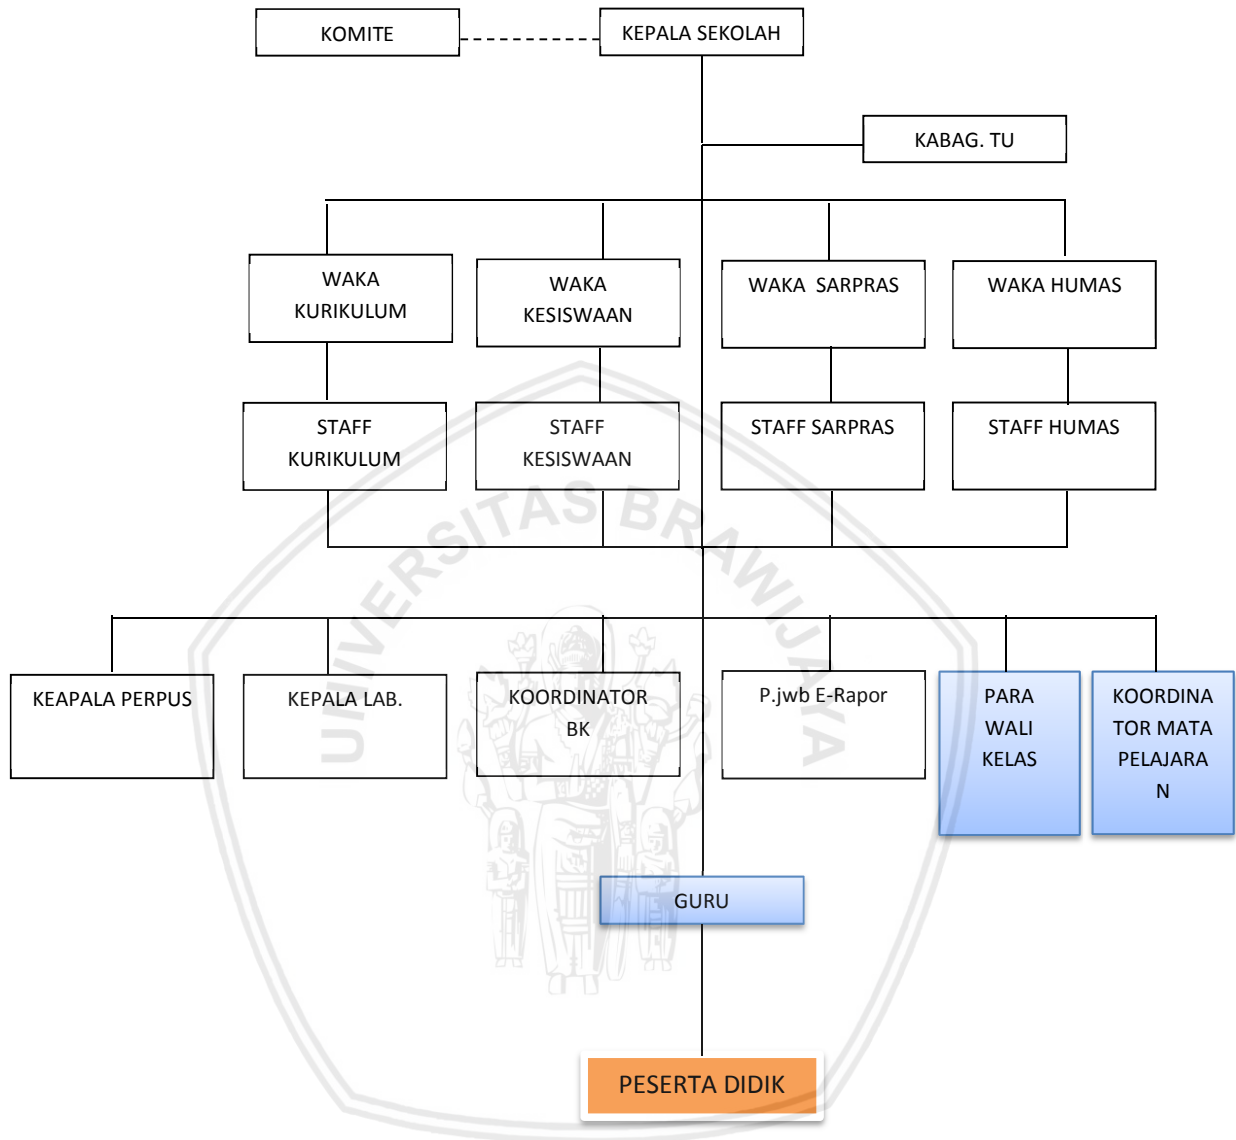 KOMITE
KEPALA SEKOLAH
KABAG. TU
WAKA
KURIKULUM
WAKA
KESISWAAN
WAKA  SARPRAS
WAKA HUMAS
STAFF
KURIKULUM
STAFF
KESISWAAN
STAFF SARPRAS
STAFF HUMAS
UNIVERSITAS BRAWIJAYA
KEAPALA PERPUS
KEPALA LAB.
KOORDINATOR
BK
P.jwb E-Rapor
PARA
WALI
KELAS
KOORDINA
TOR MATA
PELAJARA
N
GURU
PESERTA DIDIK